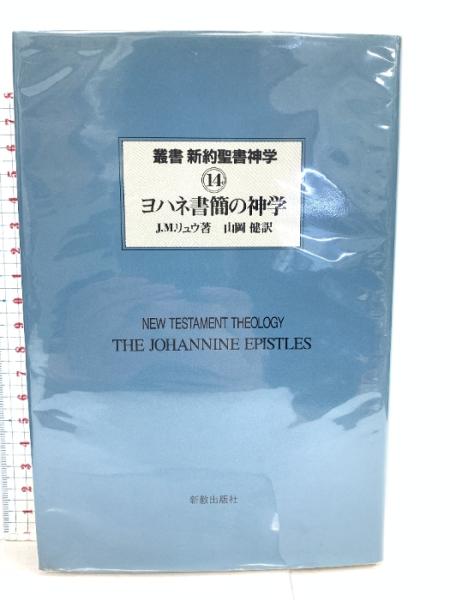 叢書 新約聖書神学
14
ヨハネ書簡の神学
J.M.リュウ著 山岡 健訳
NEW TESTAMENT THEOLOGY
THE JOHANNINE EPISTLES
新教出版社